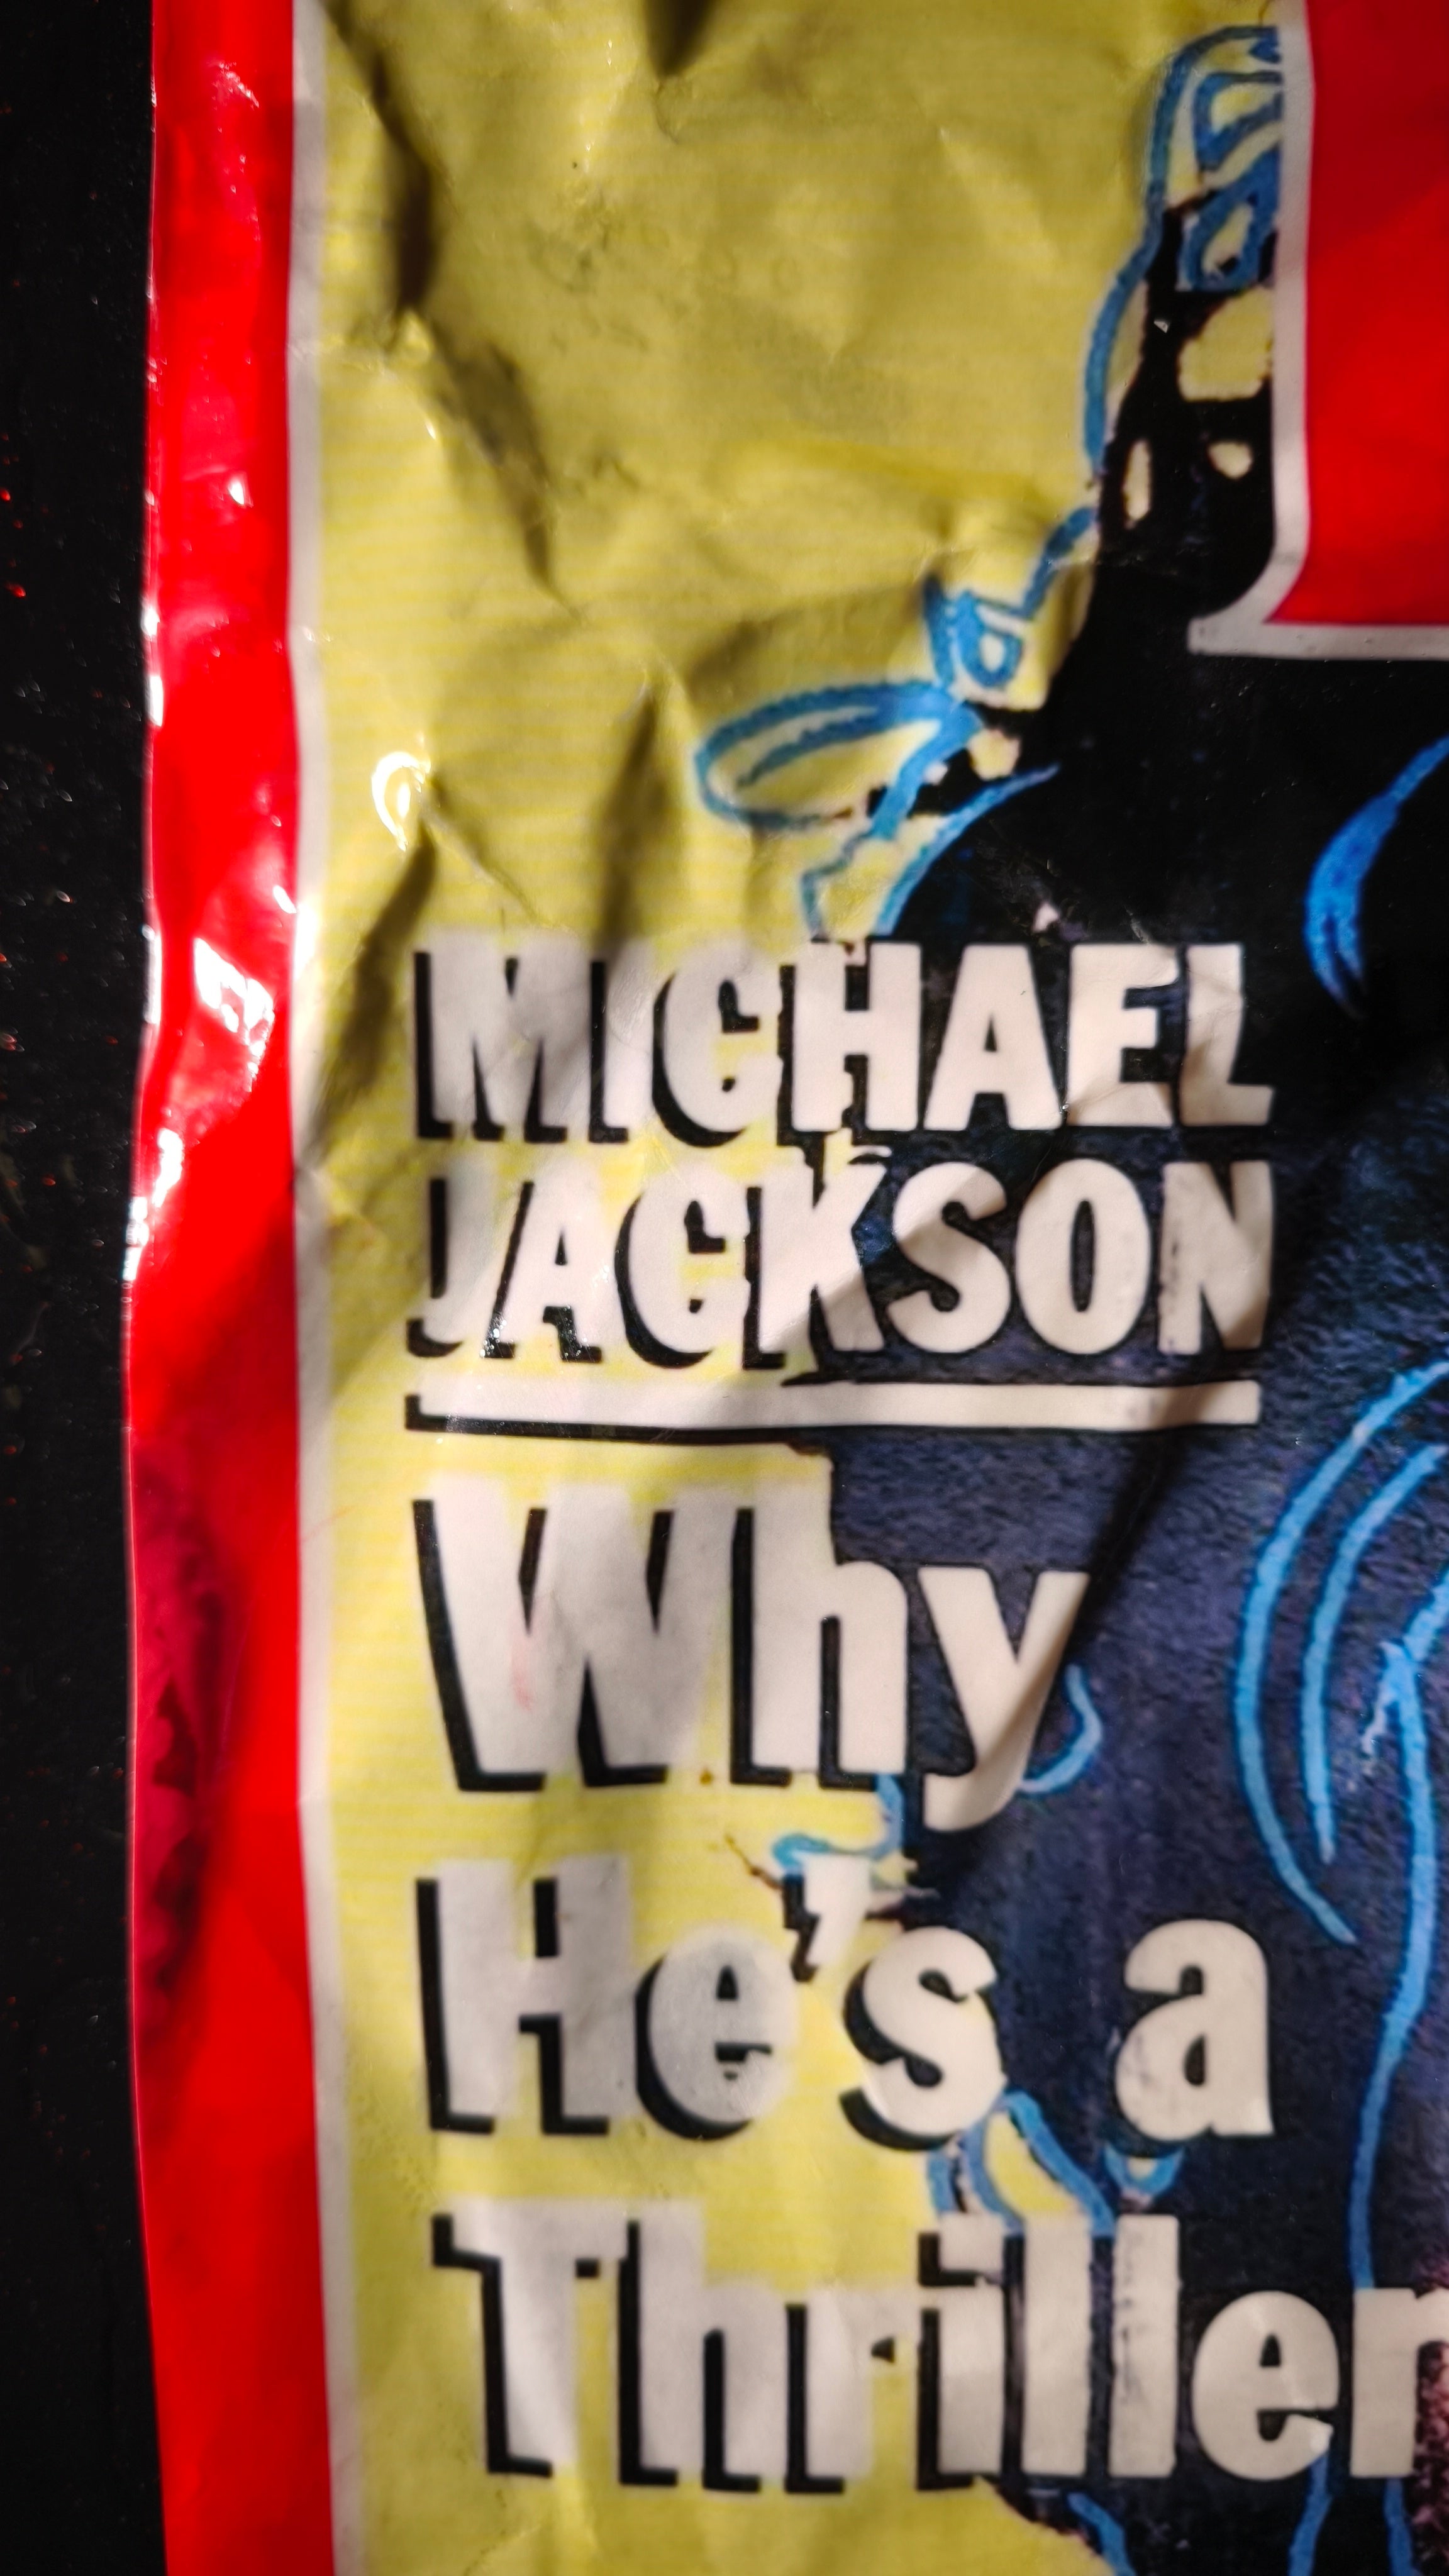 MICHAEL
JACKSON
Why
He's a
Thriller